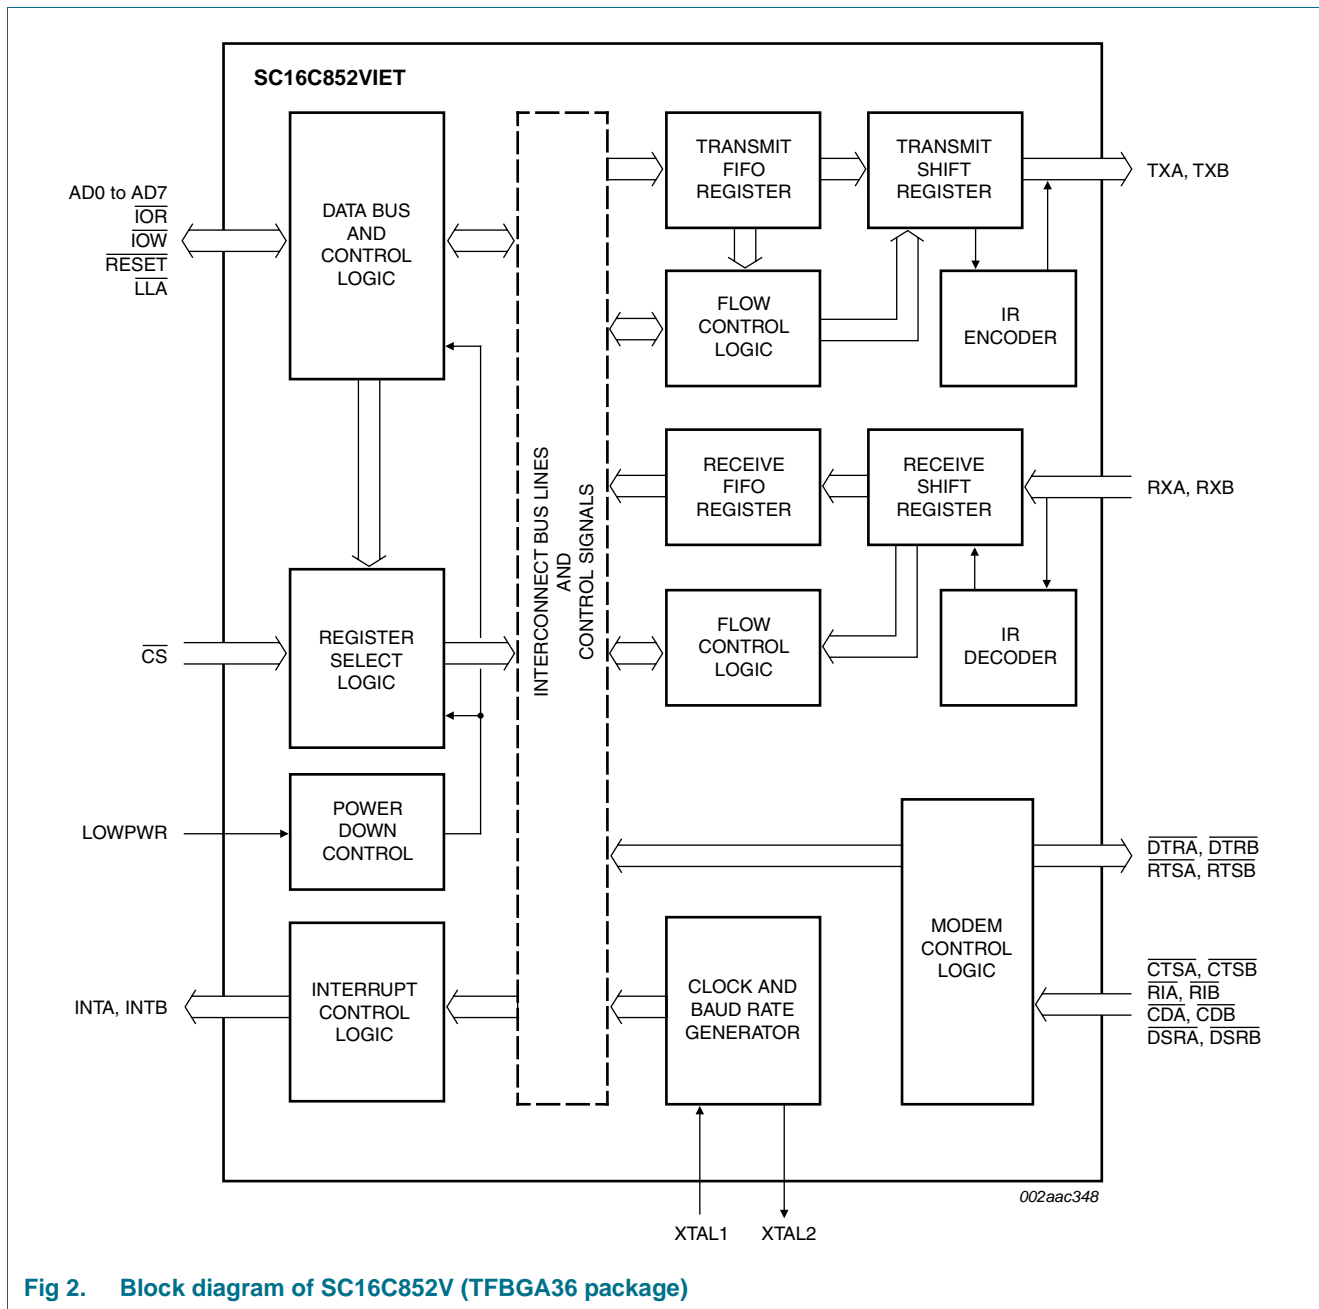 SC16C852VIET
AD0 to AD7
IOR
IOW
RESET
LLA
DATA BUS
AND
CONTROL
LOGIC
TRANSMIT
FIFO
REGISTER
TRANSMIT
SHIFT
REGISTER
TXA, TXB
FLOW
CONTROL
LOGIC
IR
ENCODER
INTERCONNECT BUS LINES
AND
CONTROL SIGNALS
RECEIVE
FIFO
REGISTER
RECEIVE
SHIFT
REGISTER
RXA, RXB
CS
REGISTER
SELECT
LOGIC
FLOW
CONTROL
LOGIC
IR
DECODER
LOWPWR
POWER
DOWN
CONTROL
DTRA, DTRB
RTSA, RTSB
MODEM
CONTROL
LOGIC
CTSA, CTSB
RIA, RIB
CDA, CDB
DSRA, DSRB
INTA, INTB
INTERRUPT
CONTROL
LOGIC
CLOCK AND
BAUD RATE
GENERATOR
XTAL1
XTAL2
002aac348
Fig 2. Block diagram of SC16C852V (TFBGA36 package)